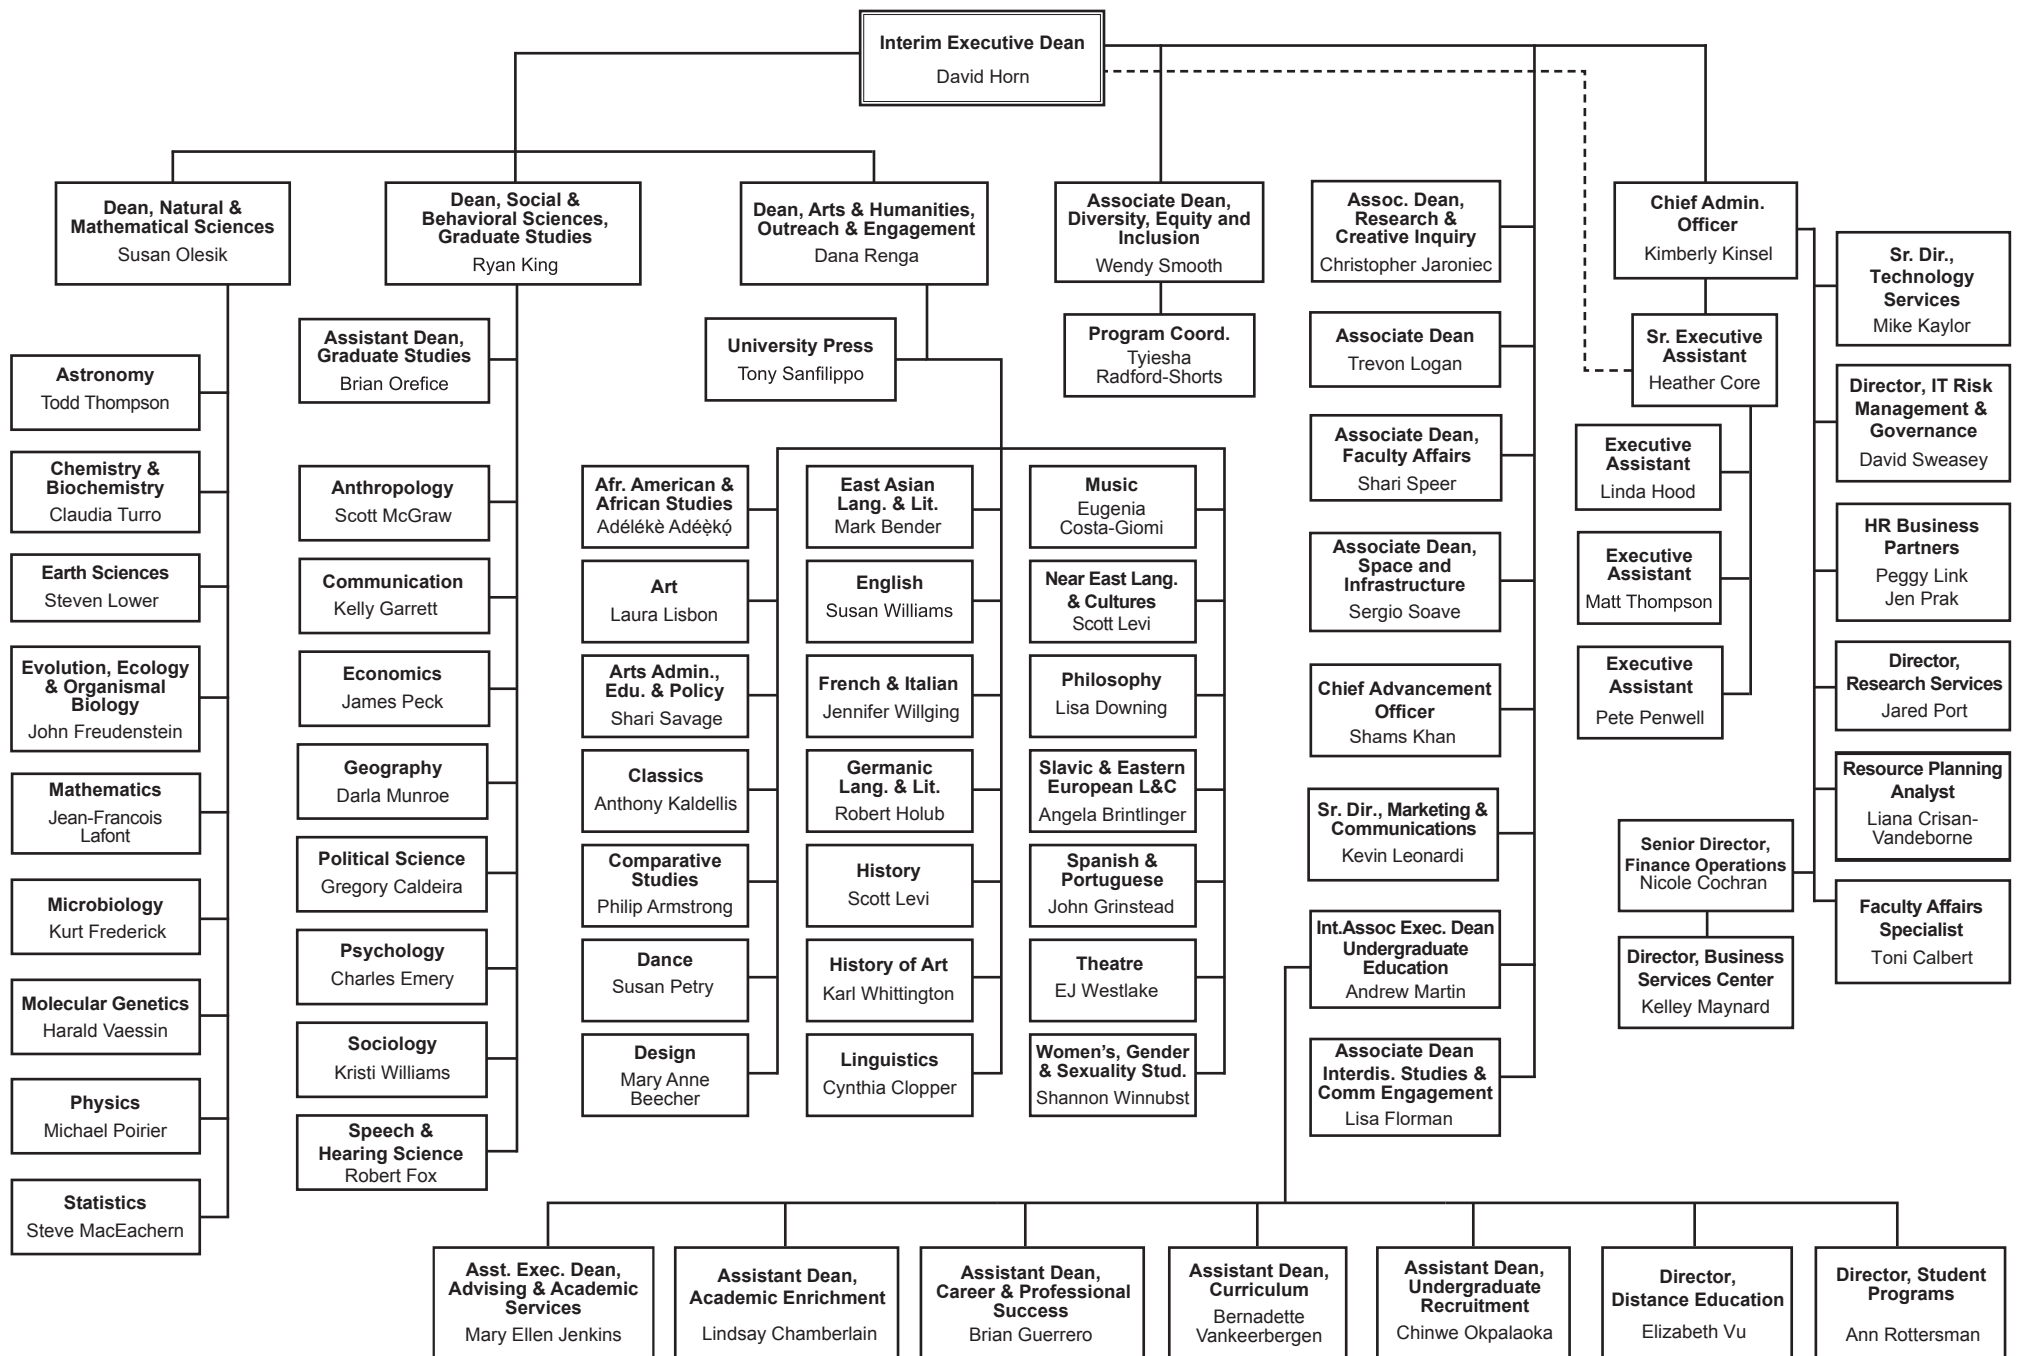 Interim Executive Dean
David Horn
Dean, Natural &
Mathematical Sciences
Susan Olesik
Dean, Social &
Behavioral Sciences,
Graduate Studies
Ryan King
Dean, Arts & Humanities,
Outreach & Engagement
Dana Renga
Associate Dean,
Diversity, Equity and
Inclusion
Wendy Smooth
Assoc. Dean,
Research &
Creative Inquiry
Christopher Jaroniec
Chief Admin.
Officer
Kimberly Kinsel
Astronomy
Todd Thompson
Chemistry &
Biochemistry
Claudia Turro
Earth Sciences
Steven Lower
Evolution, Ecology
& Organismal
Biology
John Freudenstein
Mathematics
Jean-Francois
Lafont
Microbiology
Kurt Frederick
Molecular Genetics
Harald Vaessin
Physics
Michael Poirier
Statistics
Steve MacEachern
Assistant Dean,
Graduate Studies
Brian Orefice
Anthropology
Scott McGraw
Communication
Kelly Garrett
Economics
James Peck
Geography
Darla Munroe
Political Science
Gregory Caldeira
Psychology
Charles Emery
Sociology
Kristi Williams
Speech &
Hearing Science
Robert Fox
University Press
Tony Sanfilippo
Afr. American &
African Studies
Adélékè Adéẹ̀kọ́
Art
Laura Lisbon
Arts Admin.,
Edu. & Policy
Shari Savage
Classics
Anthony Kaldellis
Comparative
Studies
Philip Armstrong
Dance
Susan Petry
Design
Mary Anne
Beecher
East Asian
Lang. & Lit.
Mark Bender
English
Susan Williams
French & Italian
Jennifer Willging
Germanic
Lang. & Lit.
Robert Holub
History
Scott Levi
History of Art
Karl Whittington
Linguistics
Cynthia Clopper
Music
Eugenia
Costa-Giomi
Near East Lang.
& Cultures
Scott Levi
Philosophy
Lisa Downing
Slavic & Eastern
European L&C
Angela Brintlinger
Spanish &
Portuguese
John Grinstead
Theatre
EJ Westlake
Women's, Gender
& Sexuality Stud.
Shannon Winnubst
Program Coord.
Tyiesha
Radford-Shorts
Associate Dean
Trevon Logan
Associate Dean,
Faculty Affairs
Shari Speer
Associate Dean,
Space and
Infrastructure
Sergio Soave
Chief Advancement
Officer
Shams Khan
Sr. Dir., Marketing &
Communications
Kevin Leonardi
Int.Assoc Exec. Dean
Undergraduate
Education
Andrew Martin
Associate Dean
Interdis. Studies &
Comm Engagement
Lisa Florman
Sr. Executive
Assistant
Heather Core
Executive
Assistant
Linda Hood
Executive
Assistant
Matt Thompson
Executive
Assistant
Pete Penwell
Senior Director,
Finance Operations
Nicole Cochran
Director, Business
Services Center
Kelley Maynard
Sr. Dir.,
Technology
Services
Mike Kaylor
Director, IT Risk
Management &
Governance
David Sweasey
HR Business
Partners
Peggy Link
Jen Prak
Director,
Research Services
Jared Port
Resource Planning
Analyst
Liana Crisan-
Vandeborne
Faculty Affairs
Specialist
Toni Calbert
Asst. Exec. Dean,
Advising & Academic
Services
Mary Ellen Jenkins
Assistant Dean,
Academic Enrichment
Lindsay Chamberlain
Assistant Dean,
Career & Professional
Success
Brian Guerrero
Assistant Dean,
Curriculum
Bernadette
Vankeerbergen
Assistant Dean,
Undergraduate
Recruitment
Chinwe Okpalaoka
Director,
Distance Education
Elizabeth Vu
Director, Student
Programs
Ann Rottersman